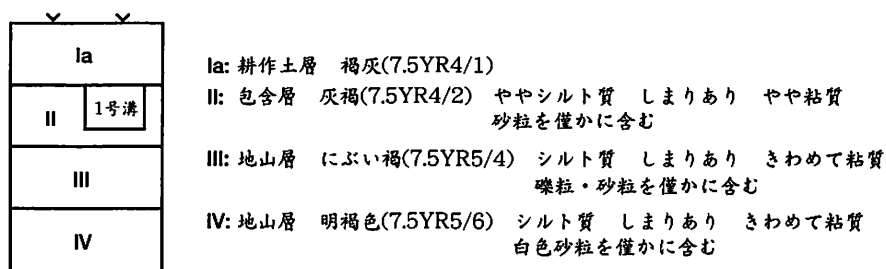 Ia
II
1号溝
III
IV
Ia: 耕作土層　褐灰(7.5YR4/1)
II: 包含層　灰褐(7.5YR4/2)　ややシルト質　しまりあり　やや粘質
砂粒を僅かに含む
III: 地山層　にぶい褐(7.5YR5/4)　シルト質　しまりあり　きわめて粘質
礫粒・砂粒を僅かに含む
IV: 地山層　明褐色(7.5YR5/6)　シルト質　しまりあり　きわめて粘質
白色砂粒を僅かに含む